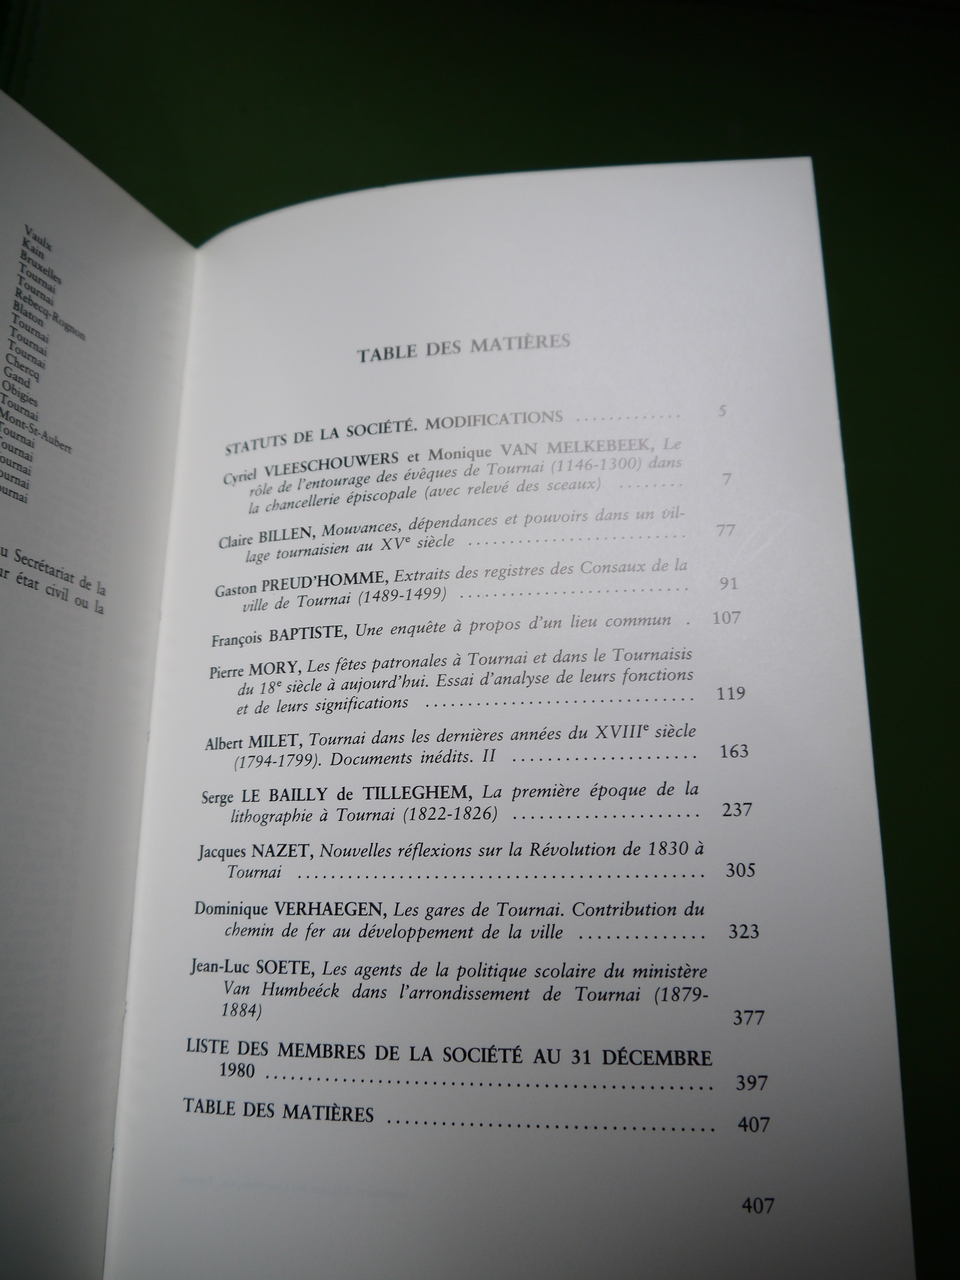 Vaulx
Kain
Bruxelles
Tournai
Tournai
Rebecq-Rognon
Blaton
Tournai
Tournai
Tournai
Chercq
Gand
Obigies
Tournai
Mont-St-Aubert
Tournai
ournai
ournai
urnai
urnai
u Secrétariat de la
ur état civil ou la
TABLE DES MATIÈRES
STATUTS DE LA SOCIÉTÉ. MODIFICATIONS ............. 5
Cyriel VLEESCHOUWERS et Monique VAN MELKEBEEK, Le
rôle de l'entourage des évêques de Tournai (1146-1300) dans
la chancellerie épiscopale (avec relevé des sceaux) ........ 7
Claire BILLEN, Mouvances, dépendances et pouvoirs dans un vil-
lage tournaisien au XVe siècle .......................... 77
Gaston PREUD'HOMME, Extraits des registres des Consaux de la
ville de Tournai (1489-1499) ........................... 91
François BAPTISTE, Une enquête à propos d'un lieu commun . 107
Pierre MORY, Les fêtes patronales à Tournai et dans le Tournaisis
du 18e siècle à aujourd'hui. Essai d'analyse de leurs fonctions
et de leurs significations ................................ 119
Albert MILET, Tournai dans les dernières années du XVIIIe siècle
(1794-1799). Documents inédits. II ..................... 163
Serge LE BAILLY de TILLEGHEM, La première époque de la
lithographie à Tournai (1822-1826) ..................... 237
Jacques NAZET, Nouvelles réflexions sur la Révolution de 1830 à
Tournai ............................................. 305
Dominique VERHAEGEN, Les gares de Tournai. Contribution du
chemin de fer au développement de la ville .............. 323
Jean-Luc SOETE, Les agents de la politique scolaire du ministère
Van Humbeéck dans l'arrondissement de Tournai (1879-
1884) 377
LISTE DES MEMBRES DE LA SOCIÉTÉ AU 31 DÉCEMBRE
1980 .................................................. 397
TABLE DES MATIÈRES .................................. 407
407